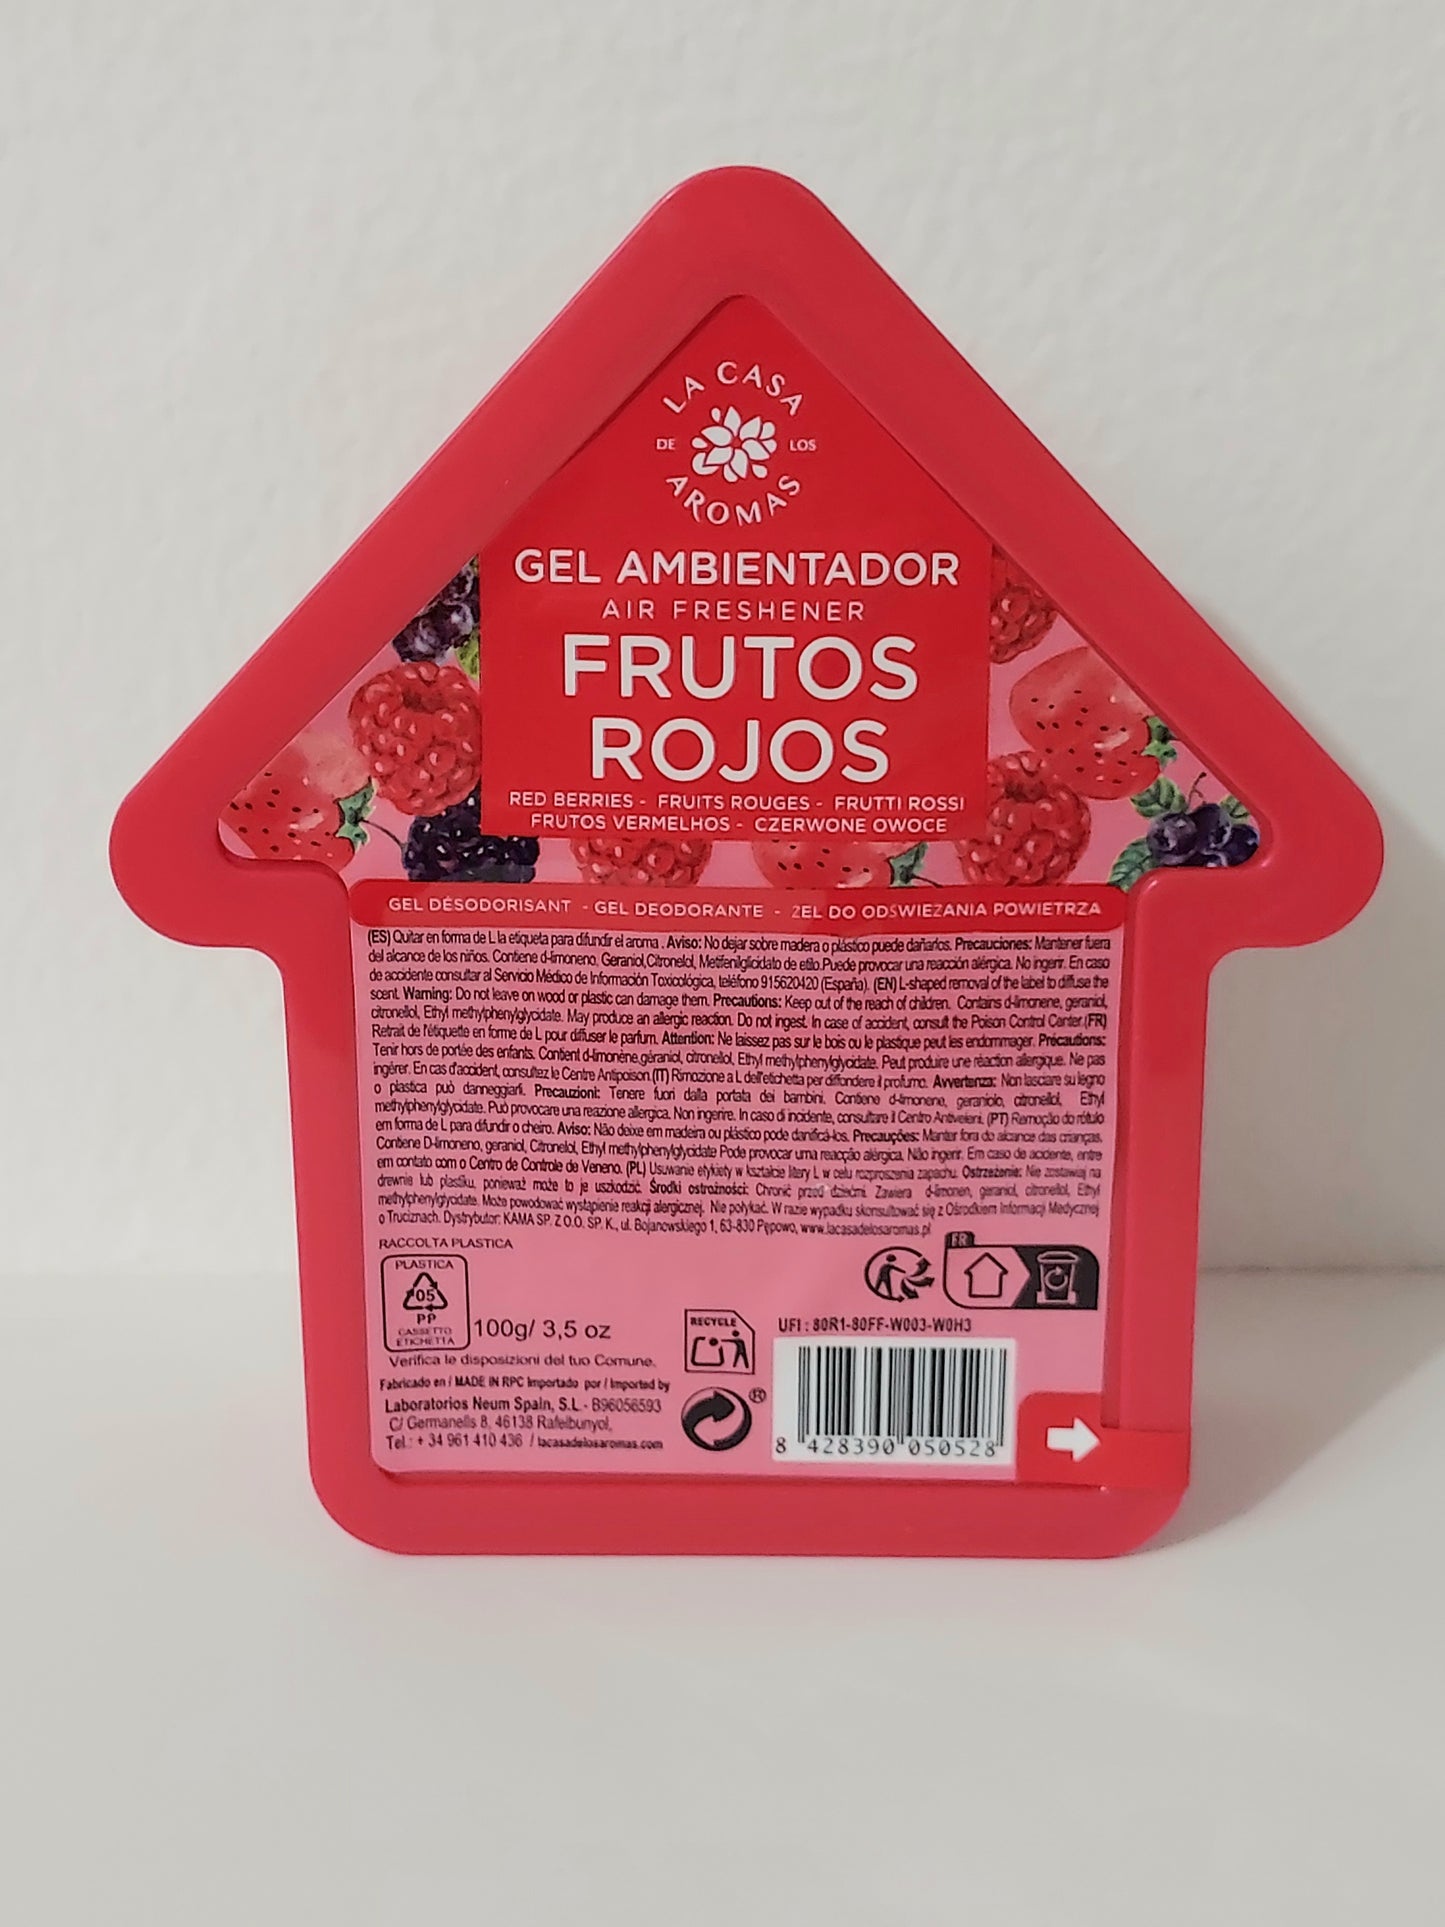 LA CASA
DE LOS
AROMAS
GEL AMBIENTADOR
AIR FRESHENER
FRUTOS
ROJOS
RED BERRIES - FRUITS ROUGES - FRUTTI ROSSI
FRUTOS VERMELHOS - CZERWONE OWOCE
GEL DÉSODORISANT - GEL DEODORANTE - ŻEL DO ODŚWIEŻANIA POWIETRZA
(ES) Quitar en forma de L la etiqueta para difundir el aroma . Aviso: No dejar sobre madera o plástico puede dañarlos. Precauciones: Mantener fuera
del alcance de los niños. Contiene d-limoneno, Geraniol,Citronelol, Metifenilglicidato de etilo.Puede provocar una reacción alérgica. No ingerir. En caso
de accidente consultar al Servicio Médico de Información Toxicológica, teléfono 915620420 (España). (EN) L-shaped removal of the label to diffuse the
scent. Warning: Do not leave on wood or plastic can damage them. Precautions: Keep out of the reach of children. Contains d-limonene, geraniol,
citronellol, Ethyl methylphenylglycidate. May produce an allergic reaction. Do not ingest. In case of accident, consult the Poison Control Center.(FR)
Retrait de l'étiquette en forme de L pour diffuser le parfum. Attention: Ne laissez pas sur le bois ou le plastique peut les endommager. Précautions:
Tenir hors de portée des enfants. Contient d-limonène,géraniol, citronellol, Ethyl methylphenylglycidate. Peut produire une réaction allergique. Ne pas
ingérer. En cas d'accident, consultez le Centre Antipoison.(IT) Rimozione a L dell'etichetta per diffondere il profumo. Avvertenza: Non lasciare su legno
o plastica può danneggiarli. Precauzioni: Tenere fuori dalla portata dei bambini. Contiene d-limonene, geraniolo, citronellol, Ethyl
methylphenylglycidate. Può provocare una reazione allergica. Non ingerire. In caso di incidente, consultare il Centro Antiveleni. (PT) Remoção do rótulo
em forma de L para difundir o cheiro. Aviso: Não deixe em madeira ou plástico pode danificá-los. Precauções: Manter fora do alcance das crianças.
Contiene D-limoneno, geraniol, Citronelol, Ethyl methylphenylglycidate Pode provocar uma reacção alérgica. Não ingerir. Em caso de acidente, entre
em contato com o Centro de Controle de Veneno. (PL) Usuwanie etykiety w kształcie litery L w celu rozproszenia zapachu. Ostrzeżenie: Nie zostawiaj na
drewnie lub plastiku, ponieważ może to je uszkodzić. Środki ostrożności: Chronić przed dziećmi. Zawiera d-limonen, geraniol, citronellol, Ethyl
methylphenylglycidate. Może powodować wystąpienie reakcji alergicznej. Nie połykać. W razie wypadku skonsultować się z Ośrodkiem Informacji Medycznej
o Truciznach. Dystrybutor: KAMA SP. Z O.O. SP. K., ul. Bojanowskiego 1, 63-830 Pępowo, www.lacasadelosaromas.pl
RACCOLTA PLASTICA
PLASTICA
05
PP
CASSETTO
ETICHETTA
100g/ 3,5 oz
Verifica le disposizioni del tuo Comune.
FR
RECYCLE
UFI : 80R1-80FF-W003-W0H3
Fabricado en / MADE IN RPC Importado por / Imported by
Laboratorios Neum Spain, S.L - B96056593
C/ Germanells 8, 46138 Rafelbunyol,
Tel.: + 34 961 410 436 / lacasadelosaromas.com
®
8 428390 050528